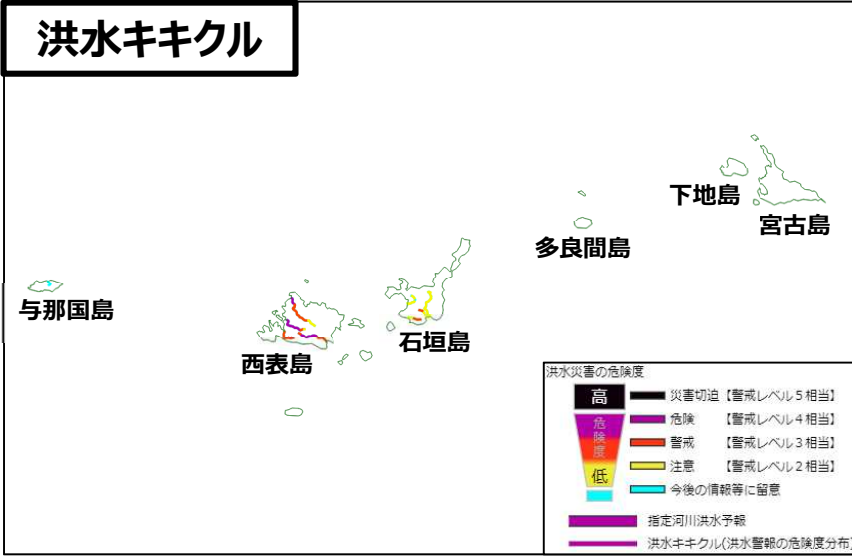 洪水キキクル
下地島
宮古島
多良間島
与那国島
石垣島
西表島
洪水災害の危険度
高
危険度
低
災害切迫【警戒レベル5相当】
危険 【警戒レベル4相当】
警戒 【警戒レベル3相当】
注意 【警戒レベル2相当】
今後の情報等に留意
指定河川洪水予報
洪水キキクル(洪水警報の危険度分布)